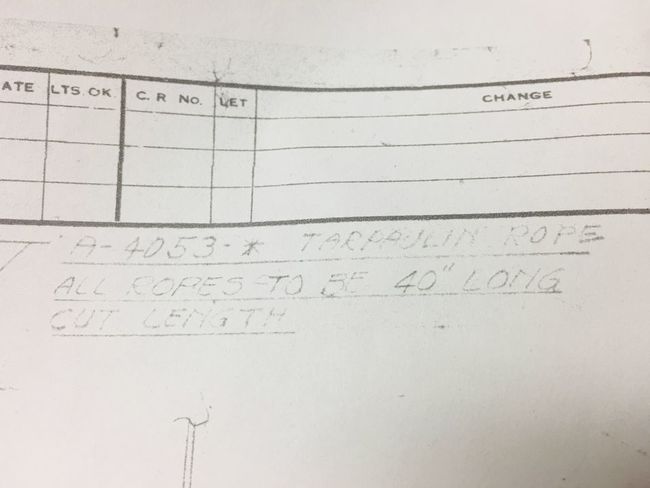 ATE LTS. OK C. R No. LET CHANGE
A-4053-* TARPAULIN ROPE
ALL ROPES TO BE 40" LONG
CUT LENGTH